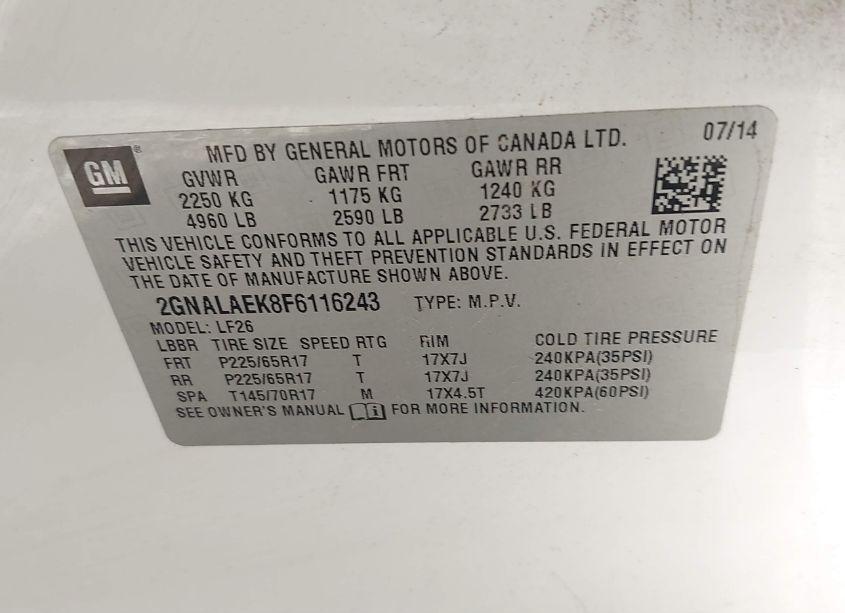 GM
MFD BY GENERAL MOTORS OF CANADA LTD. 07/14
GVWR GAWR FRT GAWR RR
2250 KG 1175 KG 1240 KG
4960 LB 2590 LB 2733 LB
THIS VEHICLE CONFORMS TO ALL APPLICABLE U.S. FEDERAL MOTOR
VEHICLE SAFETY AND THEFT PREVENTION STANDARDS IN EFFECT ON
THE DATE OF MANUFACTURE SHOWN ABOVE.
2GNALAEK8F6116243 TYPE: M.P.V.
MODEL: LF26
LBBR TIRE SIZE SPEED RTG RIM COLD TIRE PRESSURE
FRT P225/65R17 T 17X7J 240KPA(35PSI)
RR P225/65R17 T 17X7J 240KPA(35PSI)
SPA T145/70R17 M 17X4.5T 420KPA(60PSI)
SEE OWNER'S MANUAL i FOR MORE INFORMATION.